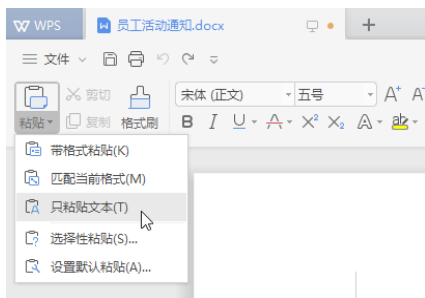 WPS 员工活动通知.docx
文件
剪切 宋体 (正文) 五号 A⁺ A
粘贴 复制 格式刷 B I U A X² X₂ A ab
带格式粘贴(K)
匹配当前格式(M)
只粘贴文本(T)
选择性粘贴(S)...
设置默认粘贴(A)...